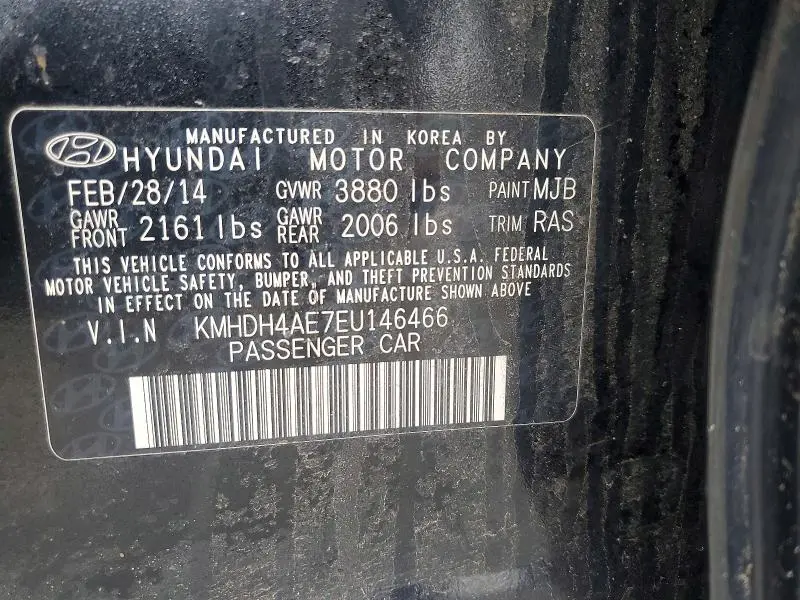 MANUFACTURED IN KOREA BY
HYUNDAI MOTOR COMPANY
FEB/28/14 GVWR 3880 lbs PAINT MJB
GAWR FRONT 2161 lbs GAWR REAR 2006 lbs TRIM RAS
THIS VEHICLE CONFORMS TO ALL APPLICABLE U.S.A. FEDERAL
MOTOR VEHICLE SAFETY, BUMPER, AND THEFT PREVENTION STANDARDS
IN EFFECT ON THE DATE OF MANUFACTURE SHOWN ABOVE
V.I.N KMHDH4AE7EU146466
PASSENGER CAR